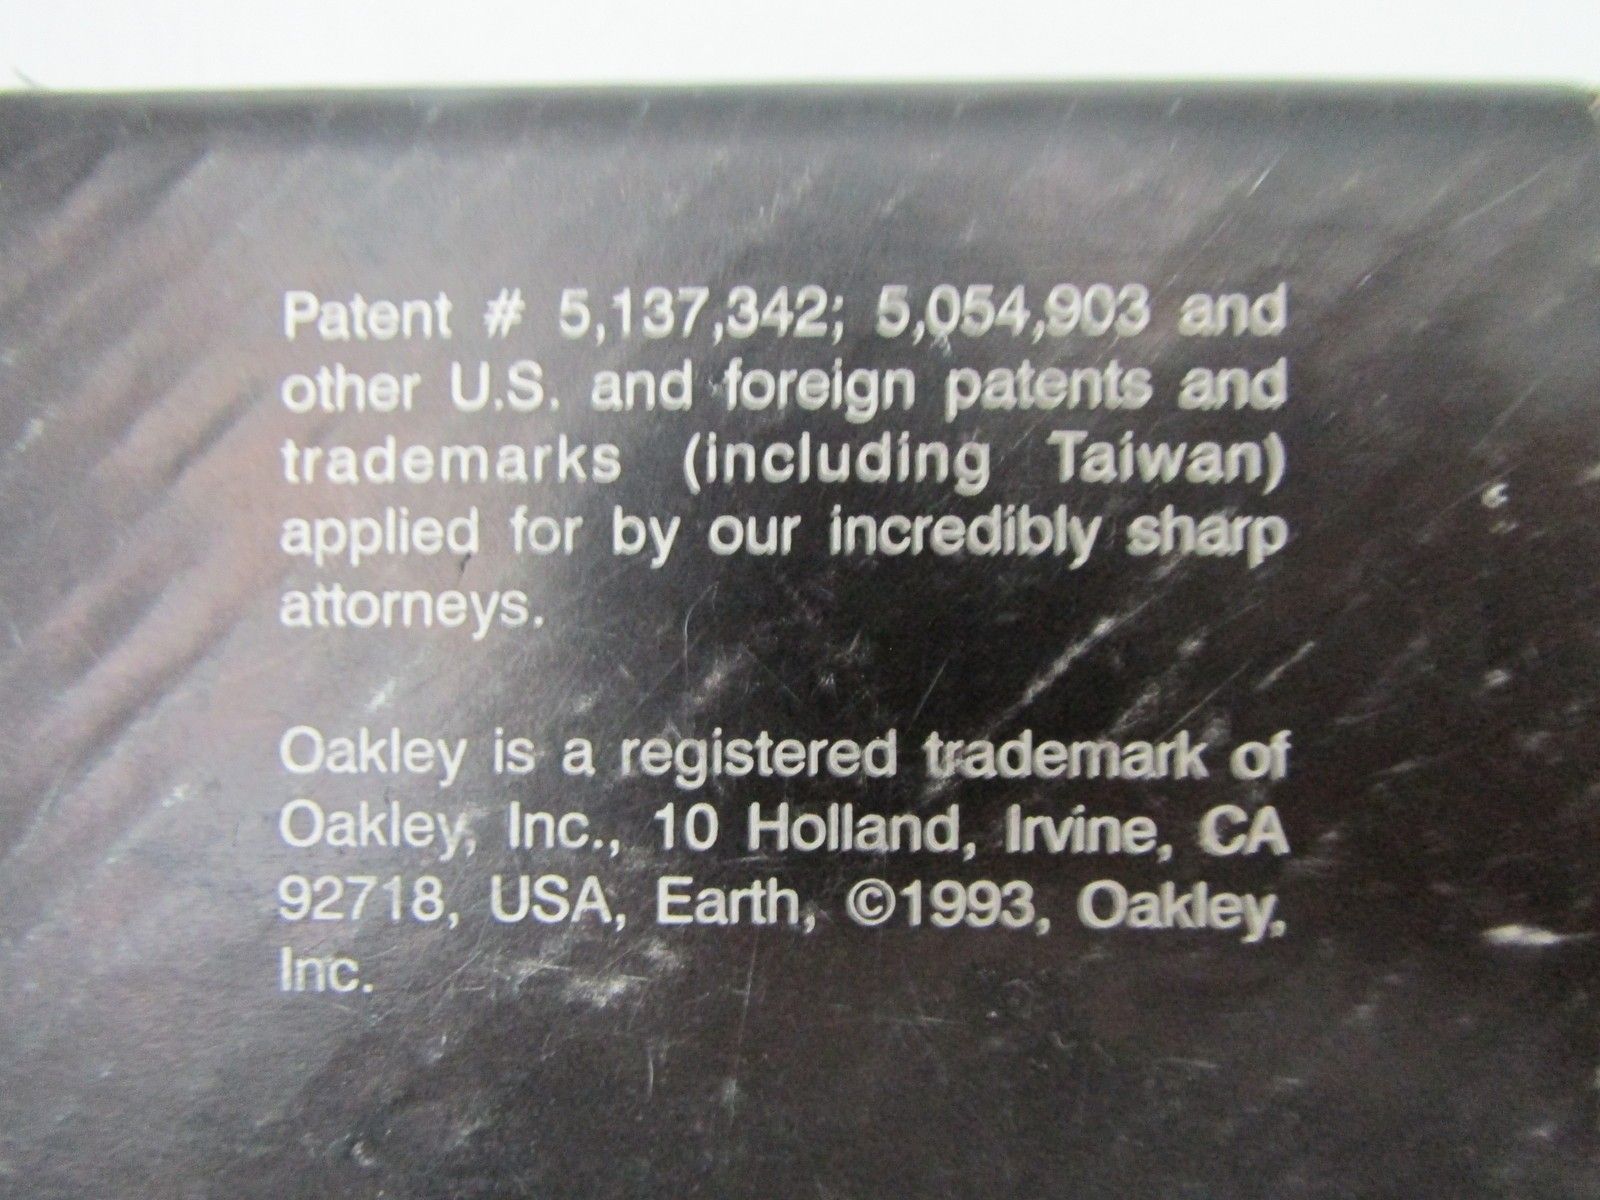 Patent # 5,137,342; 5,054,903 and
other U.S. and foreign patents and
trademarks (including Taiwan)
applied for by our incredibly sharp
attorneys.
Oakley is a registered trademark of
Oakley, Inc., 10 Holland, Irvine, CA
92718, USA, Earth, ©1993, Oakley,
Inc.